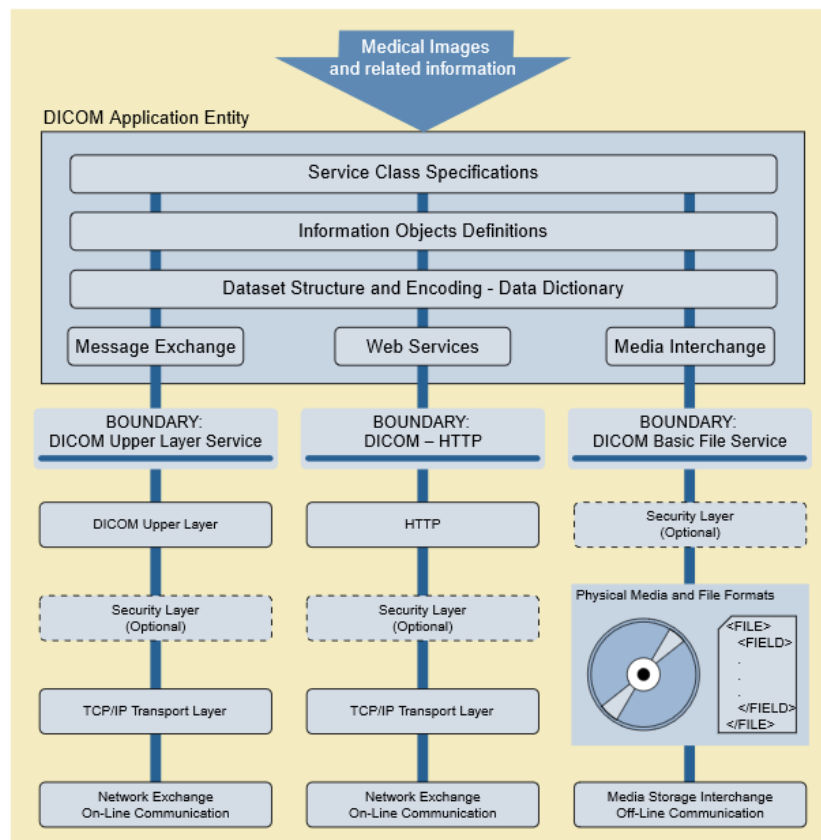 Medical Images
and related information
DICOM Application Entity
Service Class Specifications
Information Objects Definitions
Dataset Structure and Encoding - Data Dictionary
Message Exchange
Web Services
Media Interchange
BOUNDARY:
DICOM Upper Layer Service
BOUNDARY:
DICOM – HTTP
BOUNDARY:
DICOM Basic File Service
DICOM Upper Layer
HTTP
Security Layer
(Optional)
Security Layer
(Optional)
Security Layer
(Optional)
Physical Media and File Formats
<FILE>
<FIELD>
.
.
.
</FIELD>
</FILE>
TCP/IP Transport Layer
TCP/IP Transport Layer
Network Exchange
On-Line Communication
Network Exchange
On-Line Communication
Media Storage Interchange
Off-Line Communication